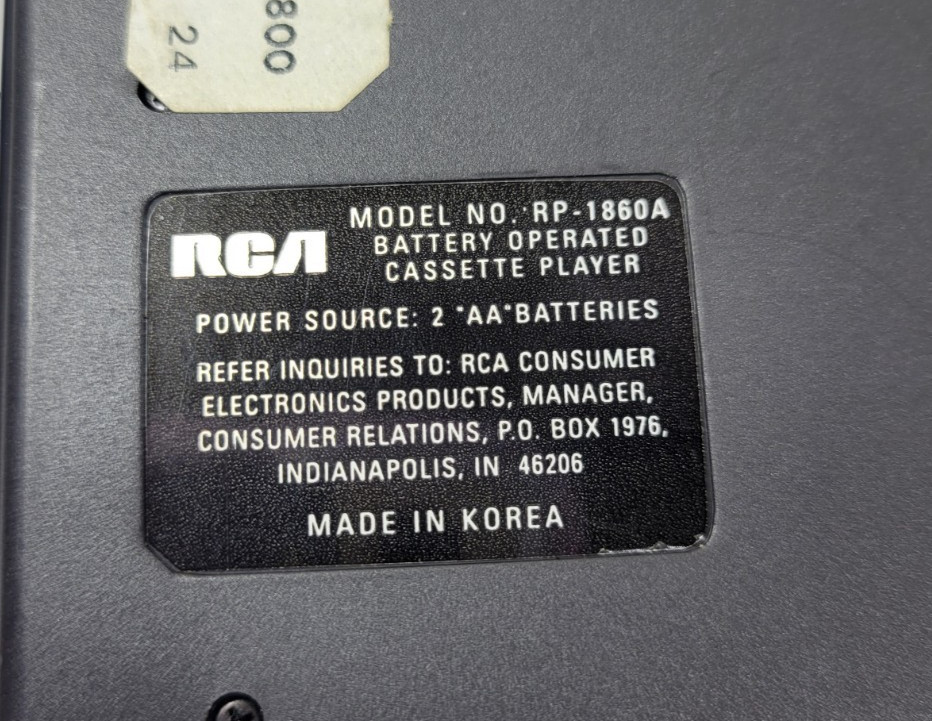 800
24
RCA
MODEL NO. RP-1860A
BATTERY OPERATED
CASSETTE PLAYER
POWER SOURCE: 2 "AA" BATTERIES
REFER INQUIRIES TO: RCA CONSUMER
ELECTRONICS PRODUCTS, MANAGER,
CONSUMER RELATIONS, P.O. BOX 1976,
INDIANAPOLIS, IN 46206
MADE IN KOREA